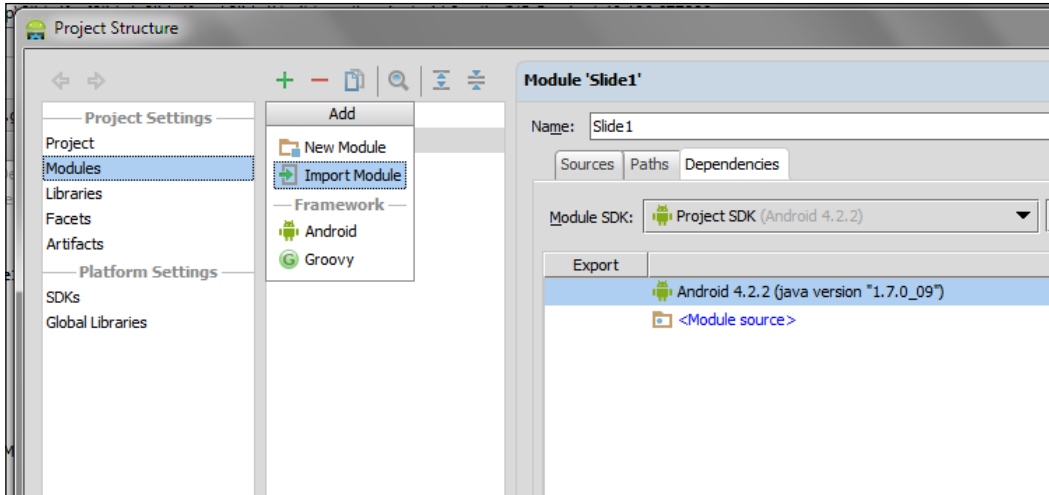 Project Structure
Project Settings
Project
Modules
Libraries
Facets
Artifacts
Platform Settings
SDKs
Global Libraries
Add
New Module
Import Module
Framework
Android
Groovy
Module 'Slide1'
Name: Slide1
Sources Paths Dependencies
Module SDK: Project SDK (Android 4.2.2)
Export
Android 4.2.2 (java version "1.7.0_09")
<Module source>